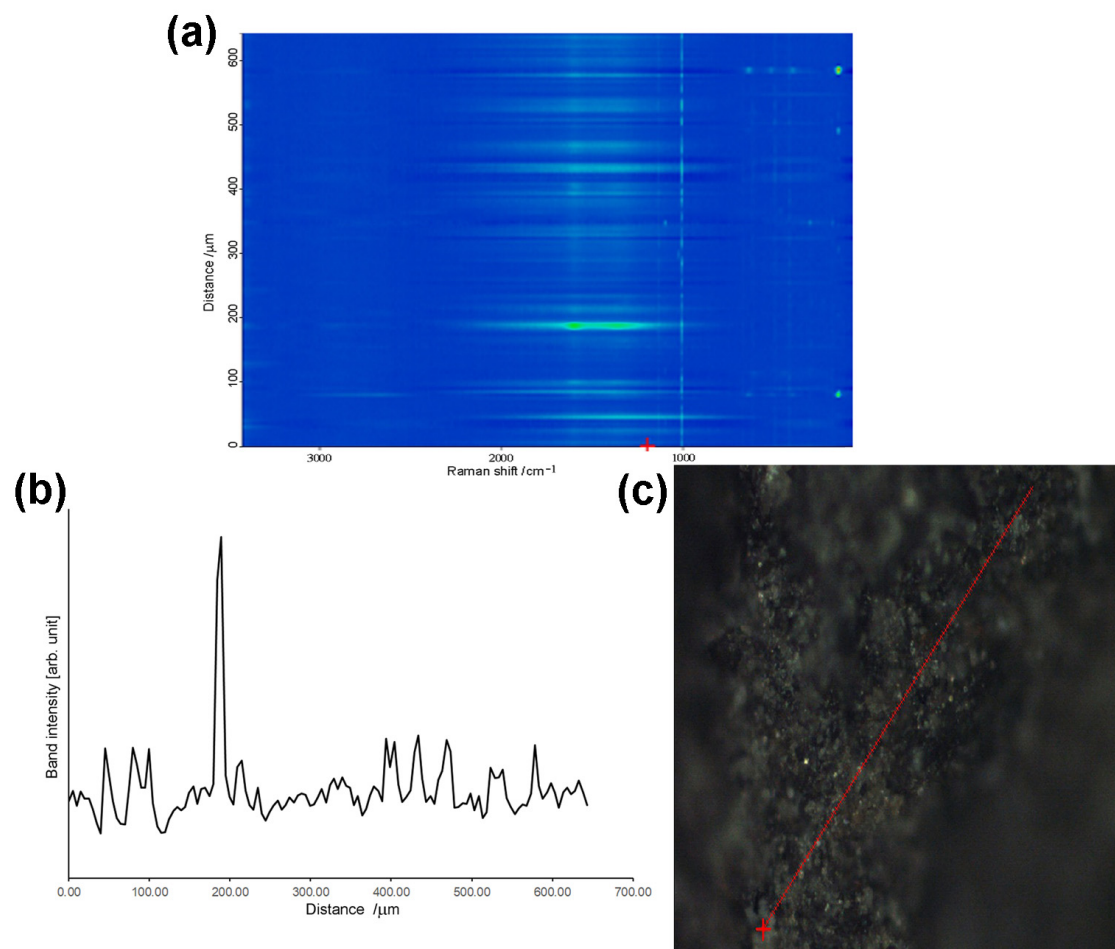 (a)
600
500
400
300
200
100
0
Distance /μm
3000 2000 1000
Raman shift /cm⁻¹
(b)
Band intensity [arb. unit]
0.00 100.00 200.00 300.00 400.00 500.00 600.00 700.00
Distance /μm
(c)